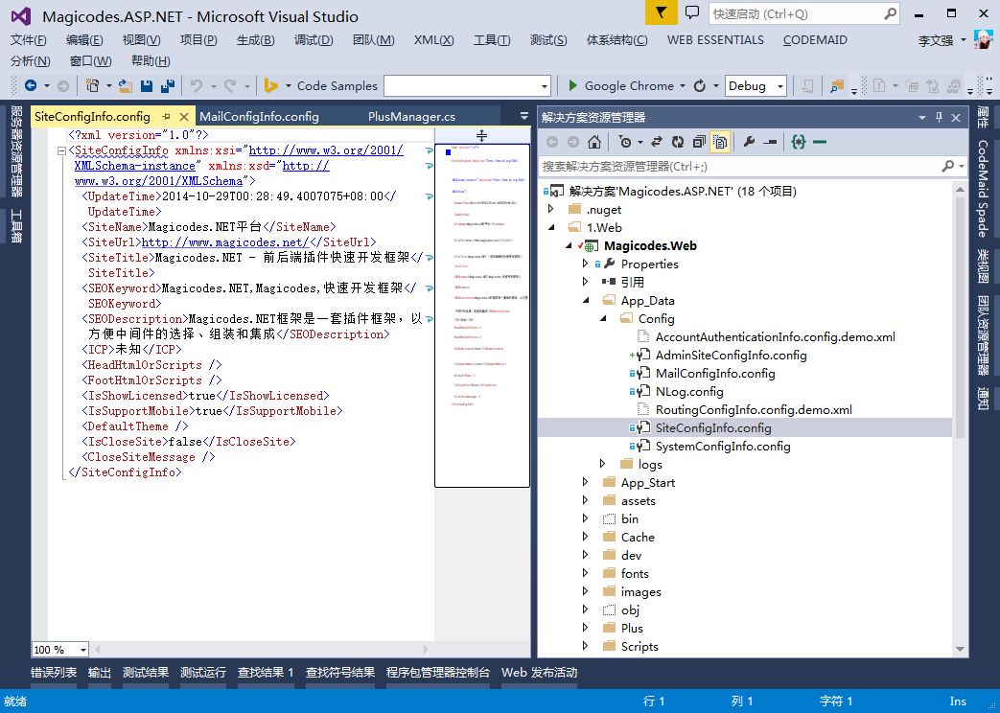 Magicodes.ASP.NET - Microsoft Visual Studio
快速启动 (Ctrl+Q)
文件(F) 编辑(E) 视图(V) 项目(P) 生成(B) 调试(D) 团队(M) XML(X) 工具(T) 测试(S) 体系结构(C) WEB ESSENTIALS CODEMAID 李文强
分析(N) 窗口(W) 帮助(H)
Code Samples Google Chrome Debug
服务器资源管理器
工具箱
SiteConfigInfo.config MailConfigInfo.config PlusManager.cs
<?xml version="1.0"?>
<SiteConfigInfo xmlns:xsi="http://www.w3.org/2001/
XMLSchema-instance" xmlns:xsd="http://
www.w3.org/2001/XMLSchema">
<UpdateTime>2014-10-29T00:28:49.4007075+08:00</
UpdateTime>
<SiteName>Magicodes.NET平台</SiteName>
<SiteUrl>http://www.magicodes.net/</SiteUrl>
<SiteTitle>Magicodes.NET - 前后端插件快速开发框架</
SiteTitle>
<SEOKeyword>Magicodes.NET,Magicodes,快速开发框架</
SEOKeyword>
<SEODescription>Magicodes.NET框架是一套插件框架，以
方便中间件的选择、组装和集成</SEODescription>
<ICP>未知</ICP>
<HeadHtmlOrScripts />
<FootHtmlOrScripts />
<IsShowLicensed>true</IsShowLicensed>
<IsSupportMobile>true</IsSupportMobile>
<DefaultTheme />
<IsCloseSite>false</IsCloseSite>
<CloseSiteMessage />
</SiteConfigInfo>
100 %
解决方案资源管理器
搜索解决方案资源管理器(Ctrl+;)
解决方案'Magicodes.ASP.NET' (18 个项目)
.nuget
1.Web
Magicodes.Web
Properties
引用
App_Data
Config
AccountAuthenticationInfo.config.demo.xml
AdminSiteConfigInfo.config
MailConfigInfo.config
NLog.config
RoutingConfigInfo.config.demo.xml
SiteConfigInfo.config
SystemConfigInfo.config
logs
App_Start
assets
bin
Cache
dev
fonts
images
obj
Plus
Scripts
属性
CodeMaid Spade
类视图
团队资源管理器
通知
错误列表 输出 测试结果 测试运行 查找结果 1 查找符号结果 程序包管理器控制台 Web 发布活动
就绪 行 1 列 1 字符 1 Ins